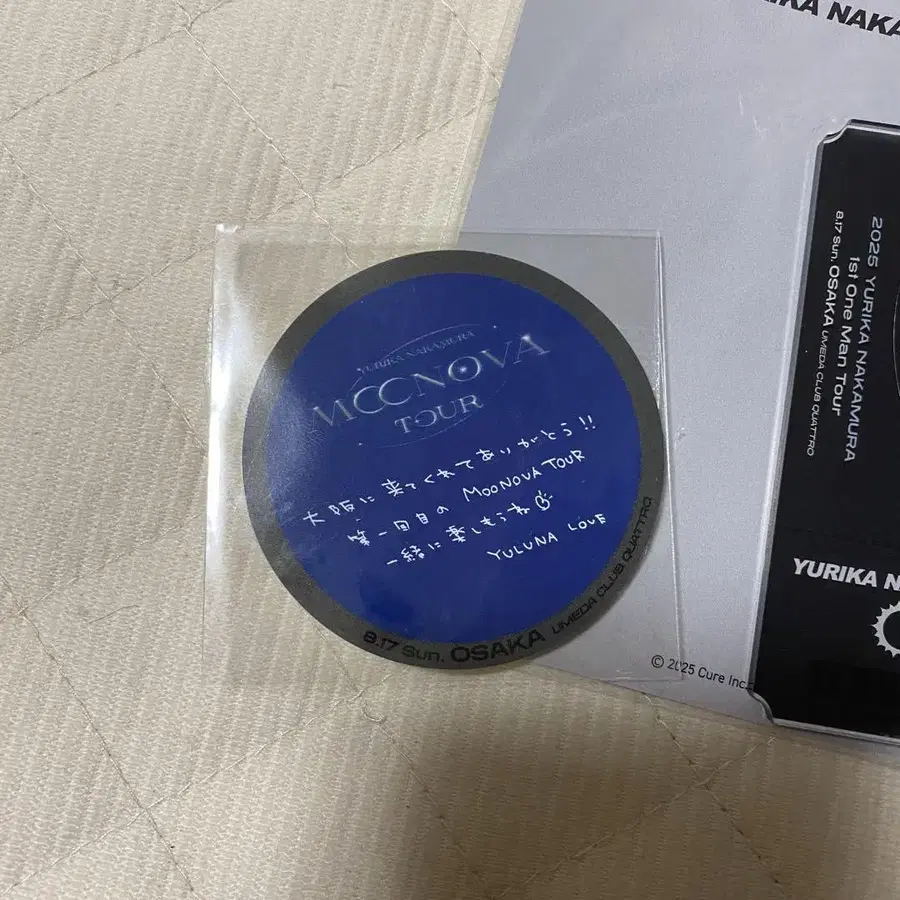 YURIKA NAKAMURA
MOONOVA
TOUR
大阪に来てくれてありがとう!!
第一回目の MOONOVA TOUR
一緒に楽しもうね
YULUNA LOVE
8.17 Sun. OSAKA UMEDA CLUB QUATTRO
2025 YURIKA NAKAMURA
1st One Man Tour
8.17 Sun. OSAKA UMEDA CLUB QUATTRO
YURIKA N
© 2025 Cure Inc.